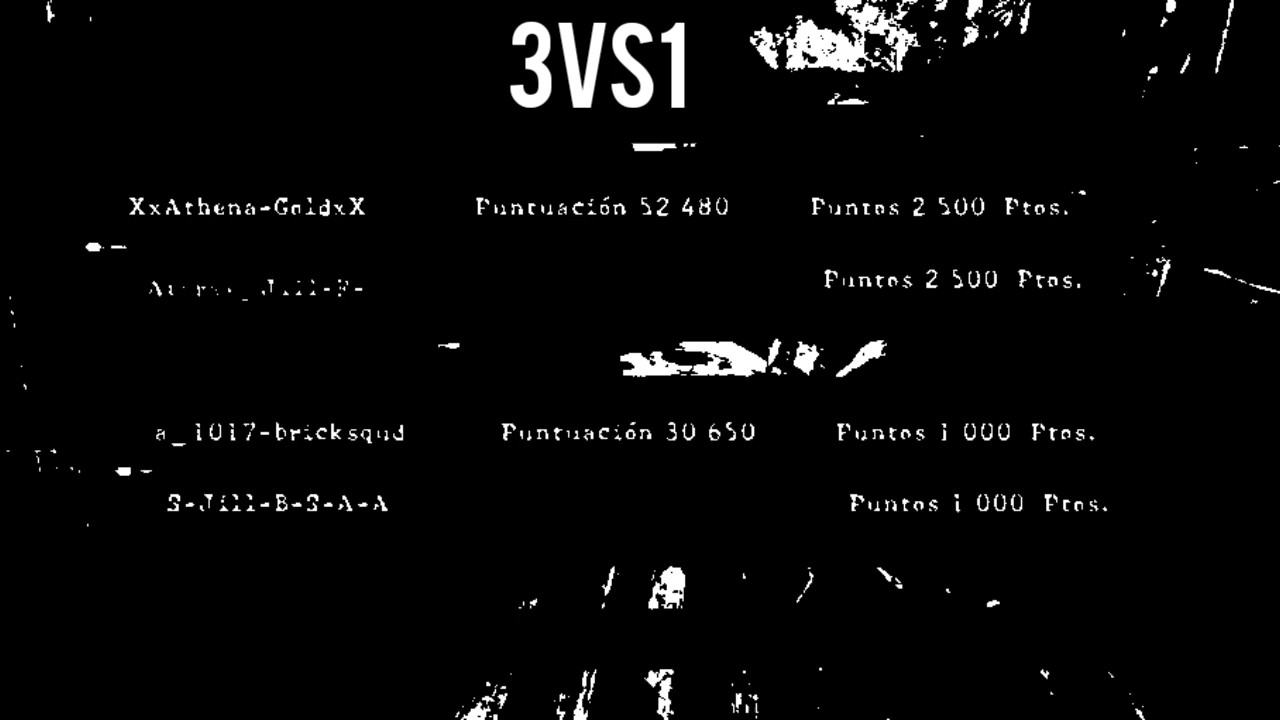 3VS1
XxAthena-GoldxX Puntuación 52 480 Puntos 2 500 Ptos.
Puntos 2 500 Ptos.
a_1017-bricksqud Puntuación 30 650 Puntos 1 000 Ptos.
S-Jill-B-S-A-A Puntos 1 000 Ptos.